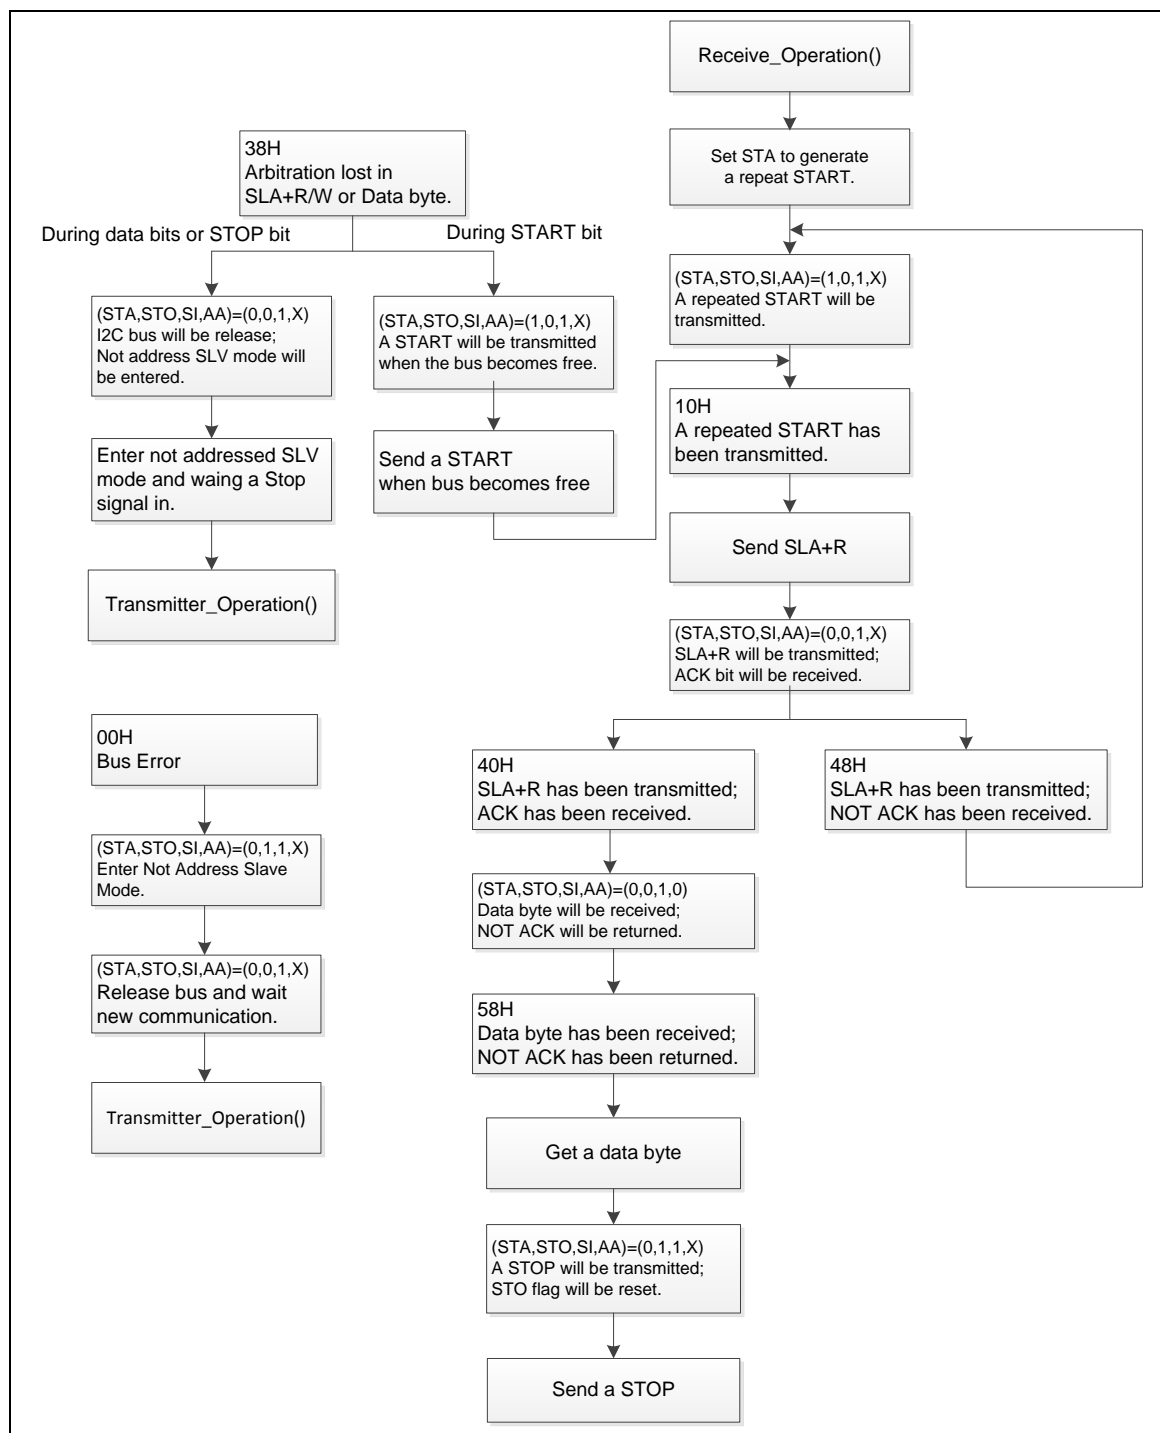 Receive_Operation()
Set STA to generate
a repeat START.
38H
Arbitration lost in
SLA+R/W or Data byte.
During data bits or STOP bit
During START bit
(STA,STO,SI,AA)=(0,0,1,X)
I2C bus will be release;
Not address SLV mode will
be entered.
(STA,STO,SI,AA)=(1,0,1,X)
A START will be transmitted
when the bus becomes free.
(STA,STO,SI,AA)=(1,0,1,X)
A repeated START will be
transmitted.
Enter not addressed SLV
mode and waing a Stop
signal in.
Send a START
when bus becomes free
10H
A repeated START has
been transmitted.
Transmitter_Operation()
Send SLA+R
(STA,STO,SI,AA)=(0,0,1,X)
SLA+R will be transmitted;
ACK bit will be received.
00H
Bus Error
40H
SLA+R has been transmitted;
ACK has been received.
48H
SLA+R has been transmitted;
NOT ACK has been received.
(STA,STO,SI,AA)=(0,1,1,X)
Enter Not Address Slave
Mode.
(STA,STO,SI,AA)=(0,0,1,0)
Data byte will be received;
NOT ACK will be returned.
(STA,STO,SI,AA)=(0,0,1,X)
Release bus and wait
new communication.
58H
Data byte has been received;
NOT ACK has been returned.
Transmitter_Operation()
Get a data byte
(STA,STO,SI,AA)=(0,1,1,X)
A STOP will be transmitted;
STO flag will be reset.
Send a STOP